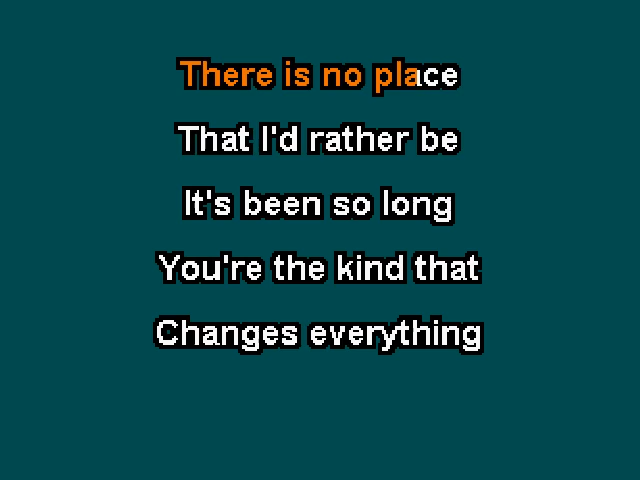 There is no place
That I'd rather be
It's been so long
You're the kind that
Changes everything